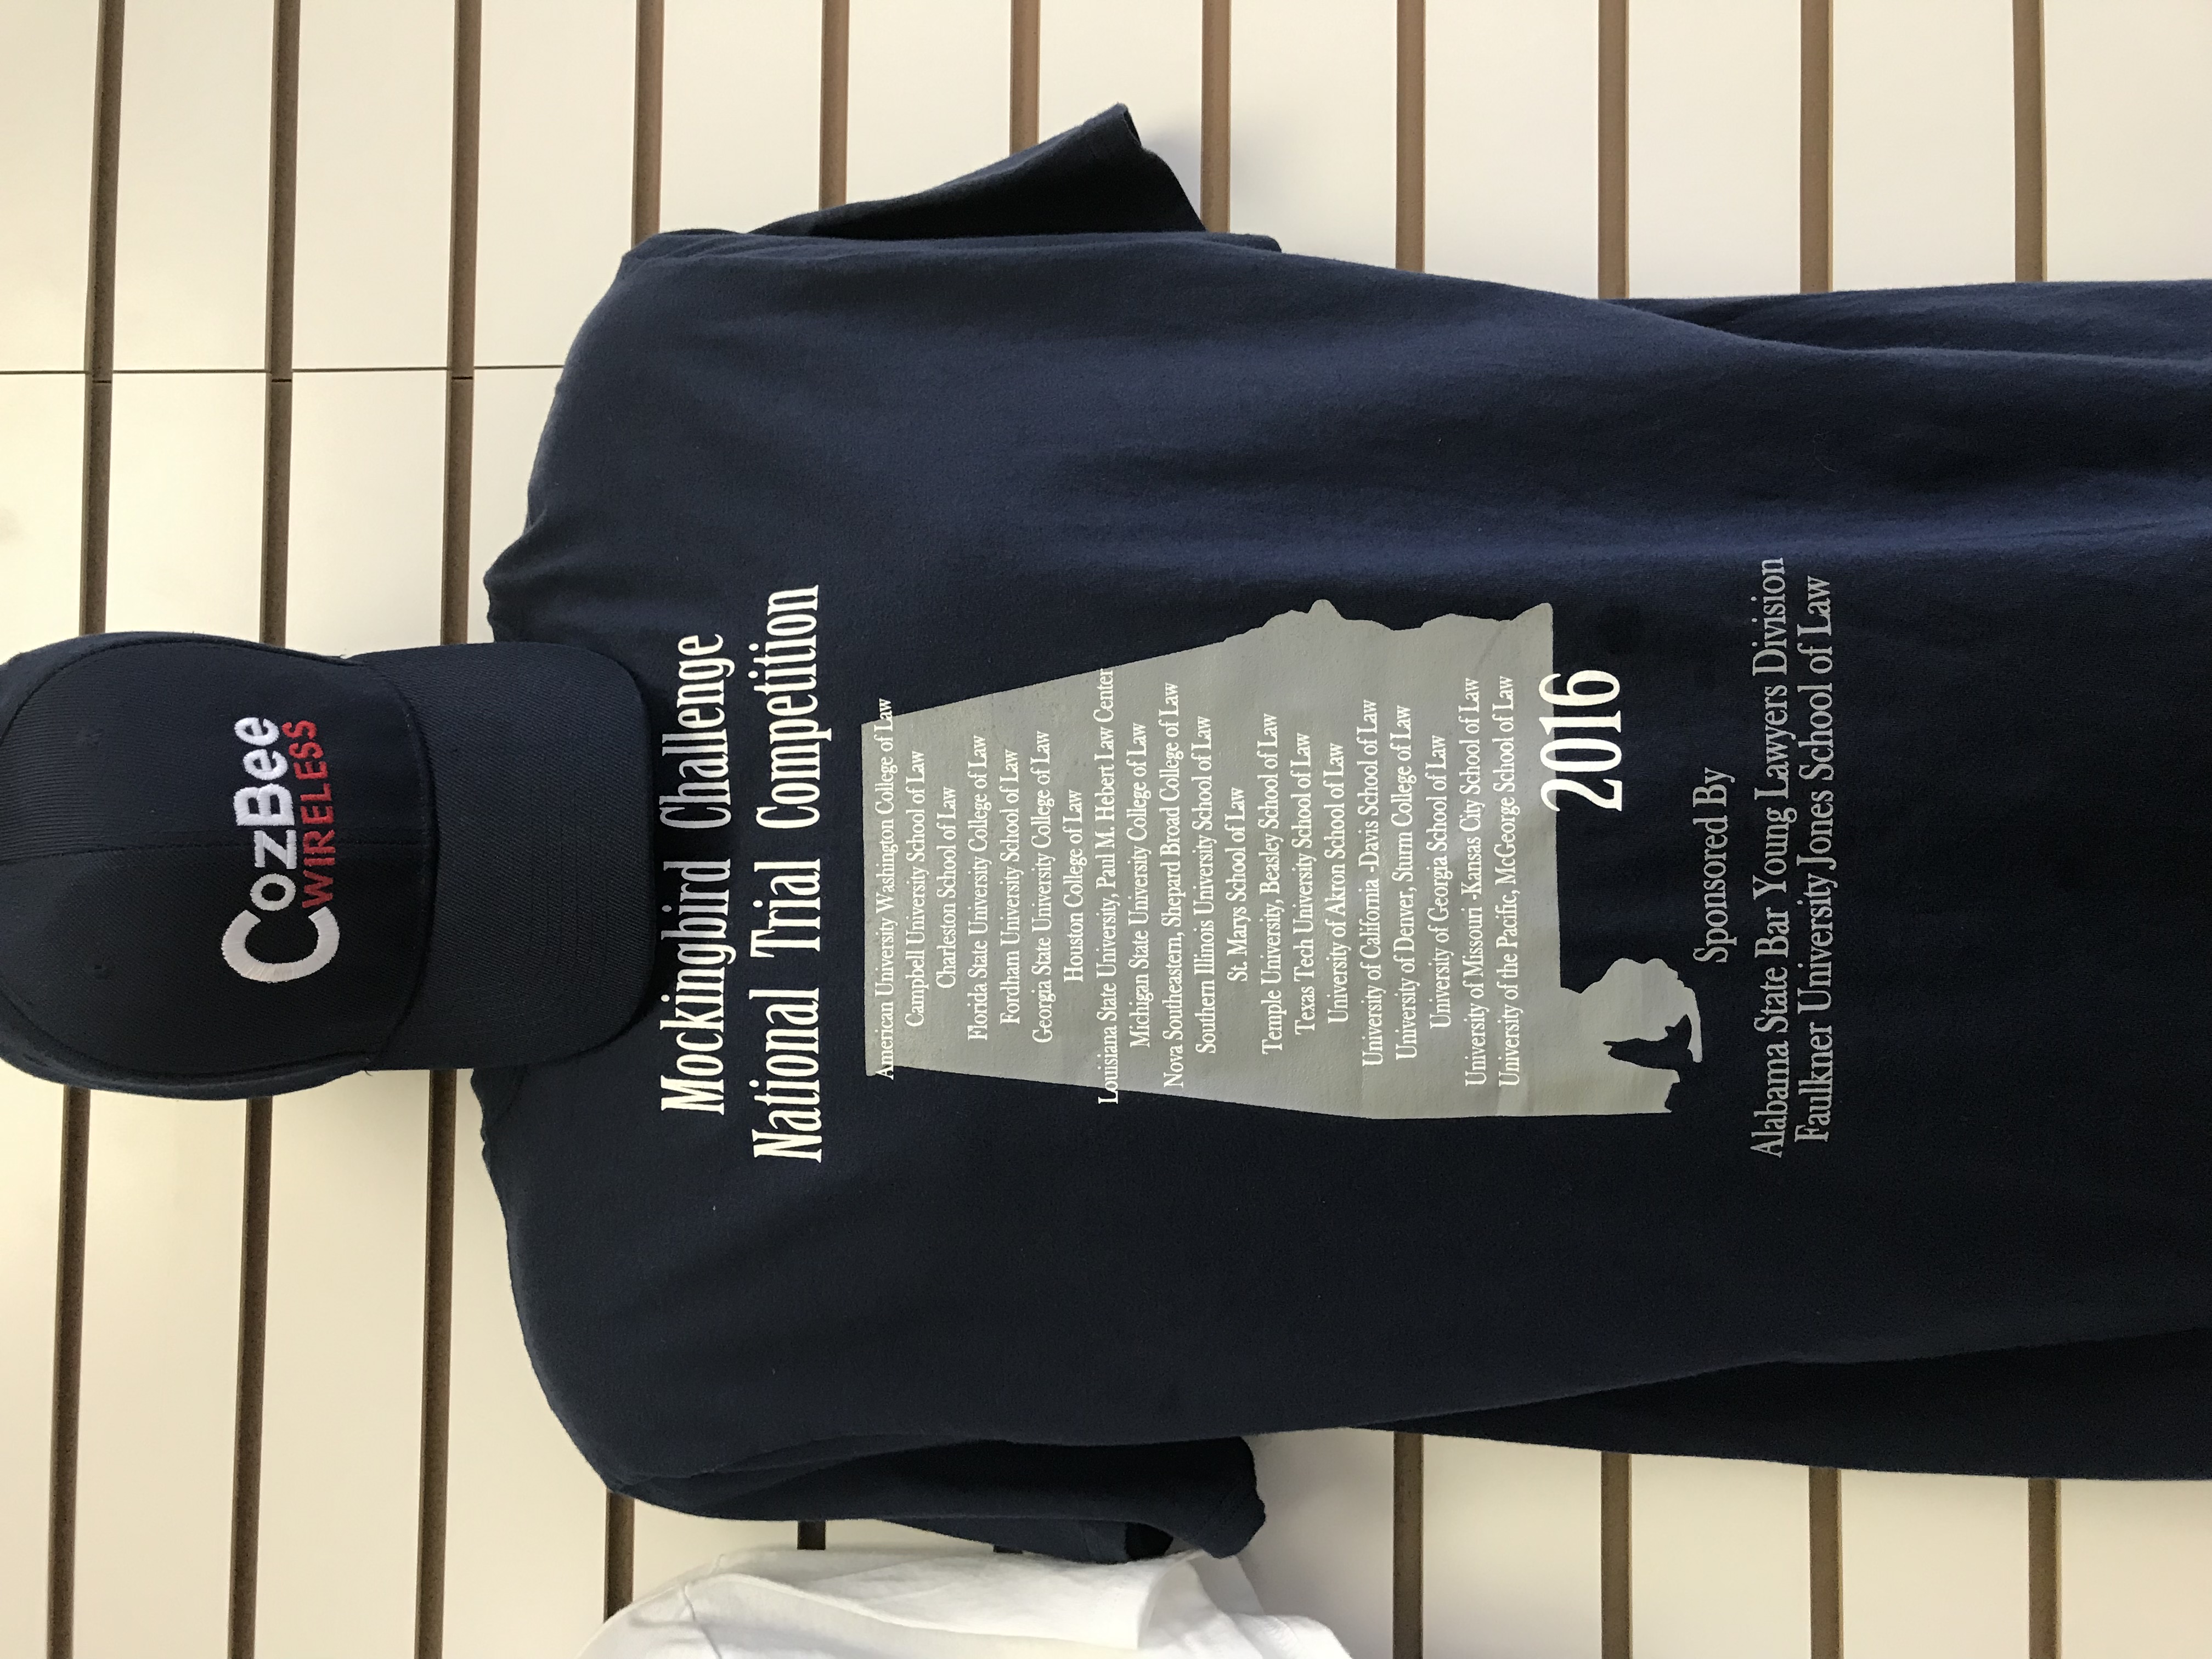 CozBee
WIRELESS
Mockingbird Challenge
National Trial Competition
American University Washington College of Law
Campbell University School of Law
Charleston School of Law
Florida State University College of Law
Fordham University School of Law
Georgia State University College of Law
Houston College of Law
Louisiana State University, Paul M. Hebert Law Center
Michigan State University College of Law
Nova Southeastern, Shepard Broad College of Law
Southern Illinois University School of Law
St. Marys School of Law
Temple University, Beasley School of Law
Texas Tech University School of Law
University of Akron School of Law
University of California -Davis School of Law
University of Denver, Sturm College of Law
University of Georgia School of Law
University of Missouri -Kansas City School of Law
University of the Pacific, McGeorge School of Law
2016
Sponsored By
Alabama State Bar Young Lawyers Division
Faulkner University Jones School of Law